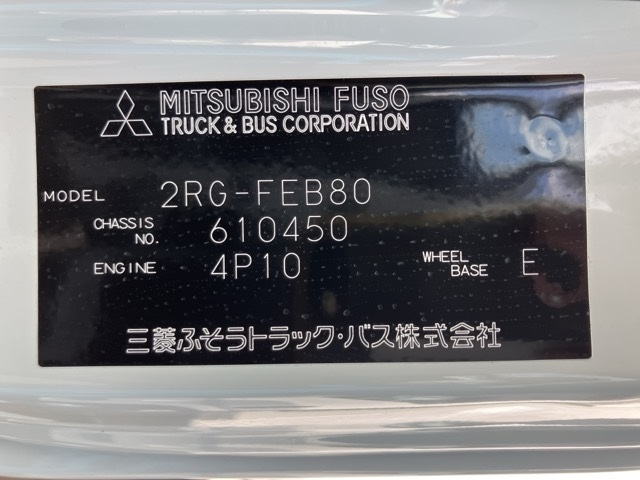 MITSUBISHI FUSO
TRUCK & BUS CORPORATION
MODEL 2RG-FEB80
CHASSIS NO. 610450
ENGINE 4P10 WHEEL BASE E
三菱ふそうトラック・バス株式会社